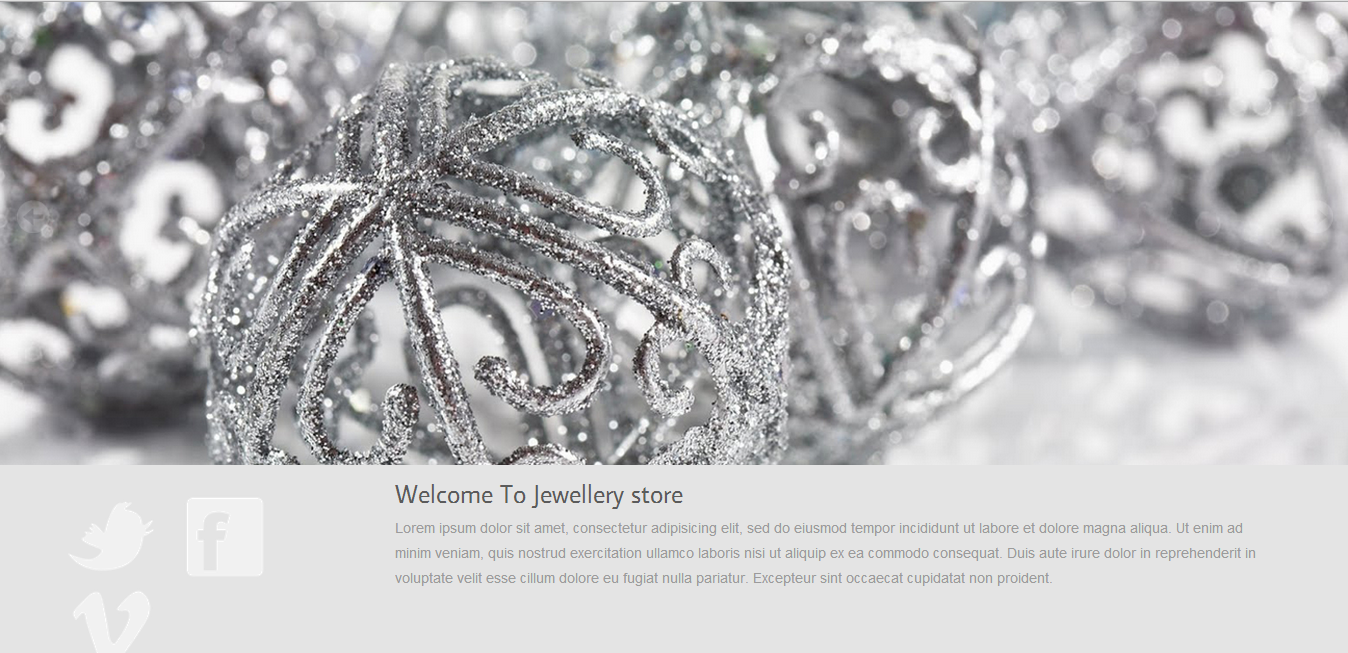 Welcome To Jewellery store
Lorem ipsum dolor sit amet, consectetur adipisicing elit, sed do eiusmod tempor incididunt ut labore et dolore magna aliqua. Ut enim ad
minim veniam, quis nostrud exercitation ullamco laboris nisi ut aliquip ex ea commodo consequat. Duis aute irure dolor in reprehenderit in
voluptate velit esse cillum dolore eu fugiat nulla pariatur. Excepteur sint occaecat cupidatat non proident.